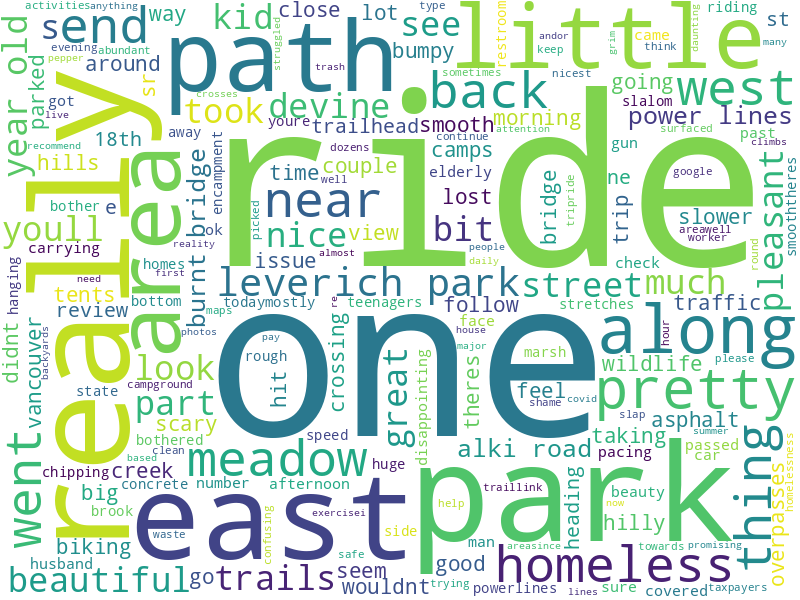 activities anything way kid close lot see st riding
send path restroom came think andor keep type many grim daunting
evening abundant pepper around sr struggled trash bumpy little
year old parked got live crosses back sometimes going nicest west
really area ride took devine youre trailhead smooth morning slalom power lines
18th away dozens continue attention surfaced past
recommend hills encampment time couple camps elderly gun climbs
bother e burnt bridge ok picked well near lost bit bridge tripride ne google smooththeres
youll carrying reality almost nice view people daily trip slower areawell worker pleasant
homes need first issue leverich park street check round much
hanging tents bottom todaymostly teenagers re follow stretches traffic
didnt review maps photos pay house major face along hour please
vancouver backyards look state rough hit crossing one theres feel marsh shame covid wildlife
campground part scary great disappointing pretty
went bothered speed slap asphalt type summer
chipping creek clean based meadow huge alki road taking pacing passed car thing
big concrete number afternoon traillink park heading beauty overpasses homelessness
brook biking waste east confusing exercisei side help hilly now
husband go safe trails seem man areasince homeless towards promising
beautiful trying wouldnt good powerlines lines sure covered taxpayers